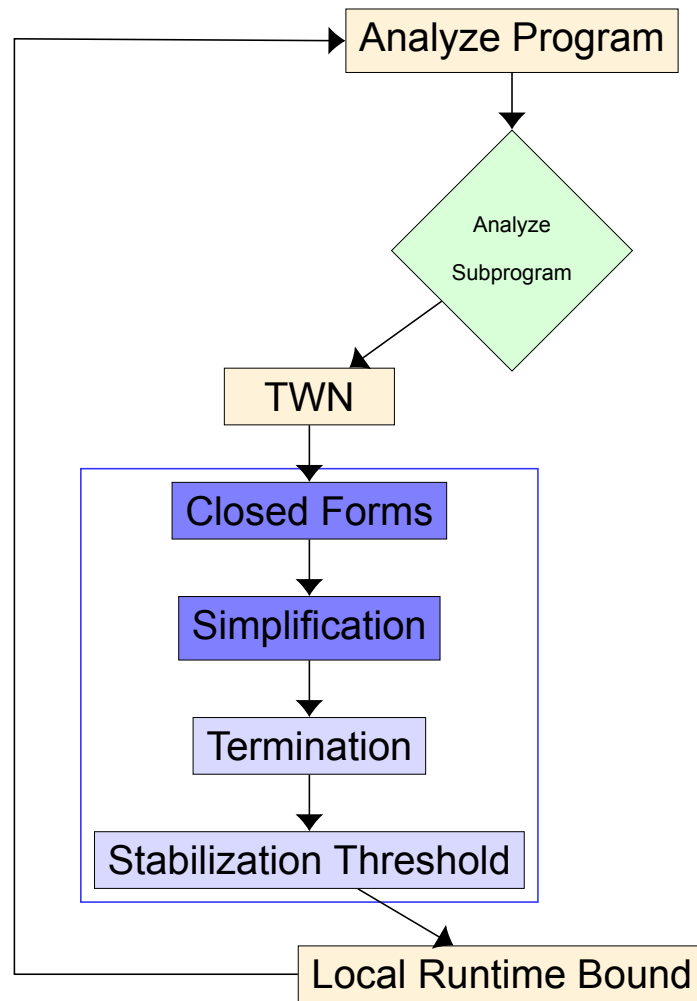 Analyze Program
Analyze
Subprogram
TWN
Closed Forms
Simplification
Termination
Stabilization Threshold
Local Runtime Bound